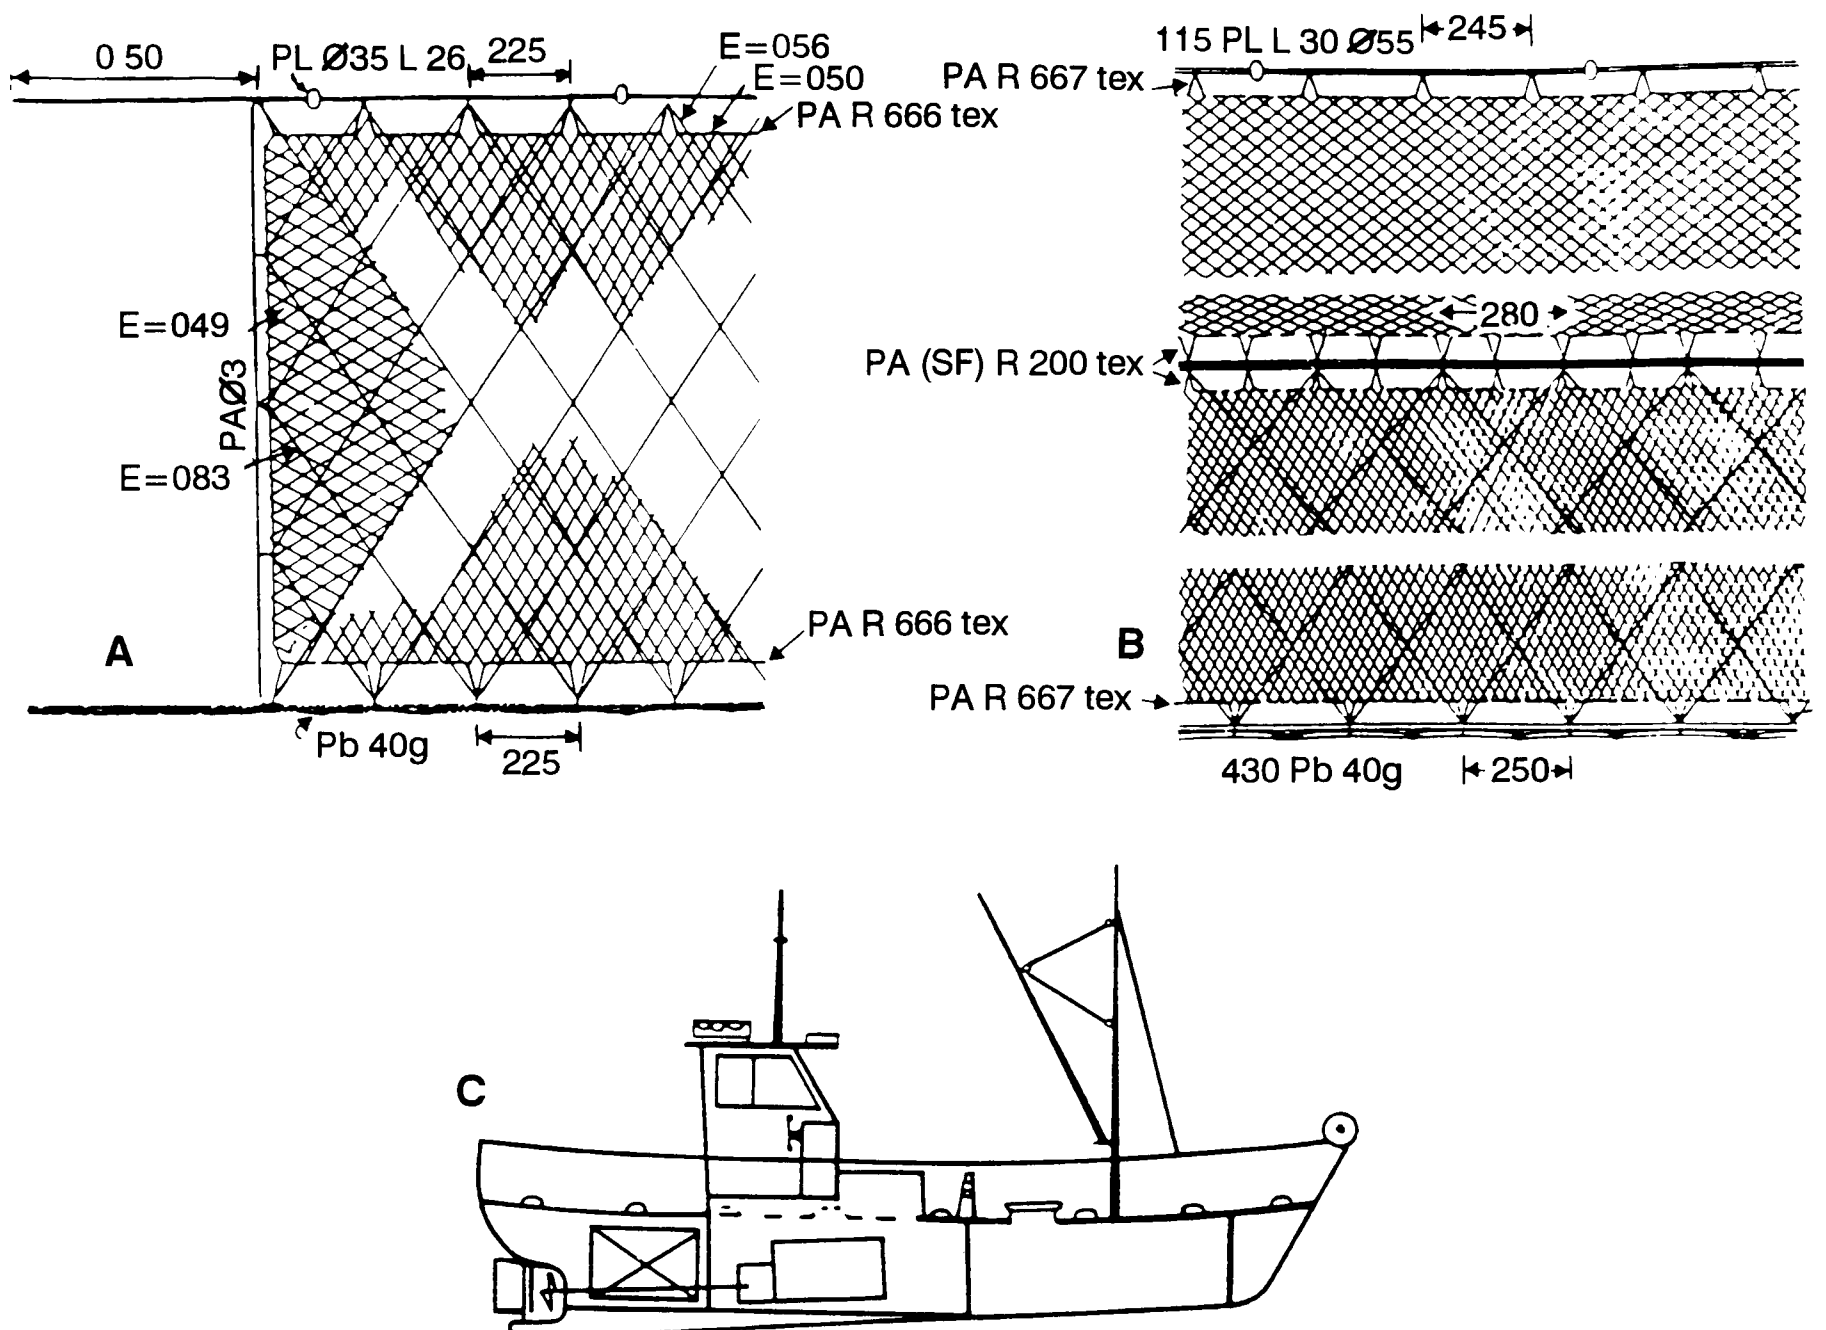 0 50
PL Ø35 L 26
225
E=056
E=050
PA R 666 tex
E=049
PAØ3
E=083
PA R 666 tex
A
Pb 40g
225
115 PL L 30 Ø55
245
PA R 667 tex
280
PA (SF) R 200 tex
B
PA R 667 tex
430 Pb 40g
250
C